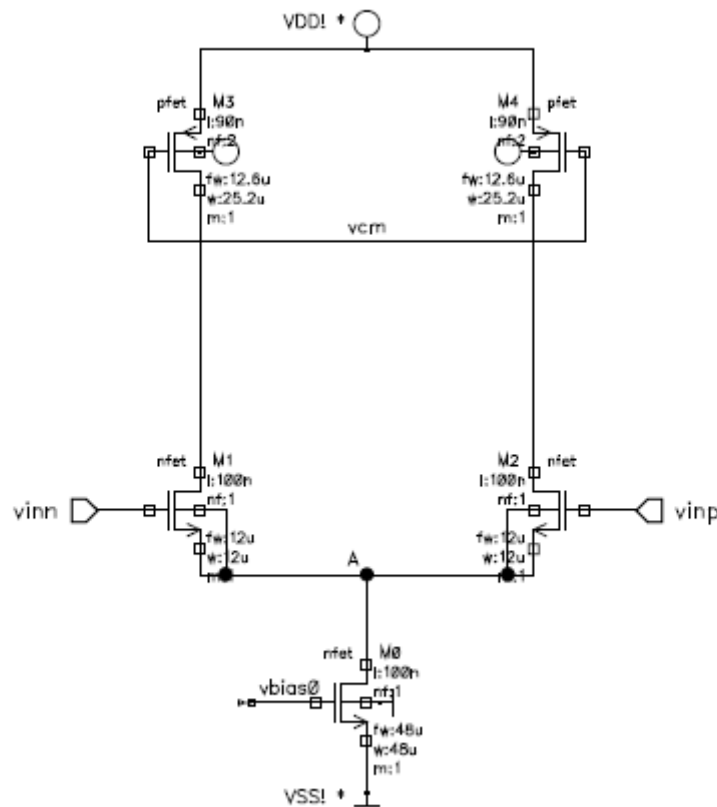 VDD! *
pfet
M3
l:90n
nf:2
fw:12.6u
w:25.2u
m:1
M4
pfet
l:90n
nf:2
fw:12.6u
w:25.2u
m:1
vcm
nfet
M1
l:100n
nf:1
vinn
fw:12u
w:12u
M2
nfet
l:100n
nf:1
vinp
fw:12u
w:12u
A
nfet
M0
l:100n
nf:1
vbias0
fw:48u
w:48u
m:1
VSS! *